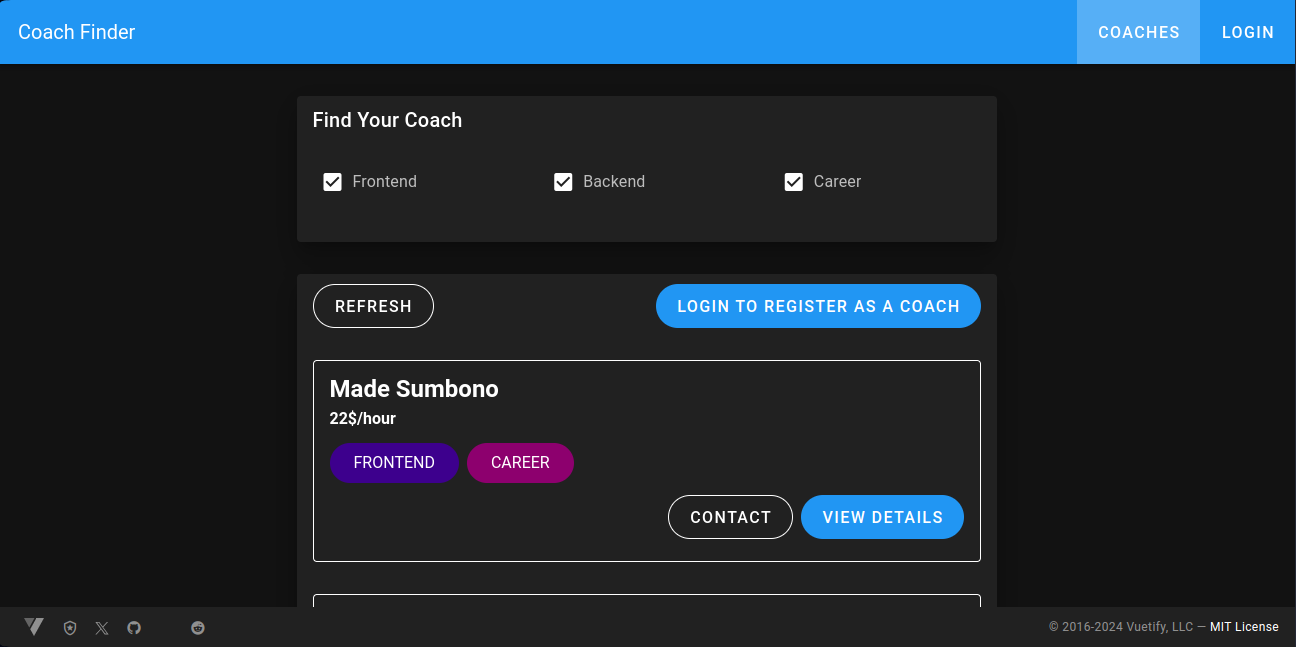 Coach Finder
COACHES
LOGIN
Find Your Coach
Frontend
Backend
Career
REFRESH
LOGIN TO REGISTER AS A COACH
Made Sumbono
22$/hour
FRONTEND
CAREER
CONTACT
VIEW DETAILS
© 2016-2024 Vuetify, LLC — MIT License